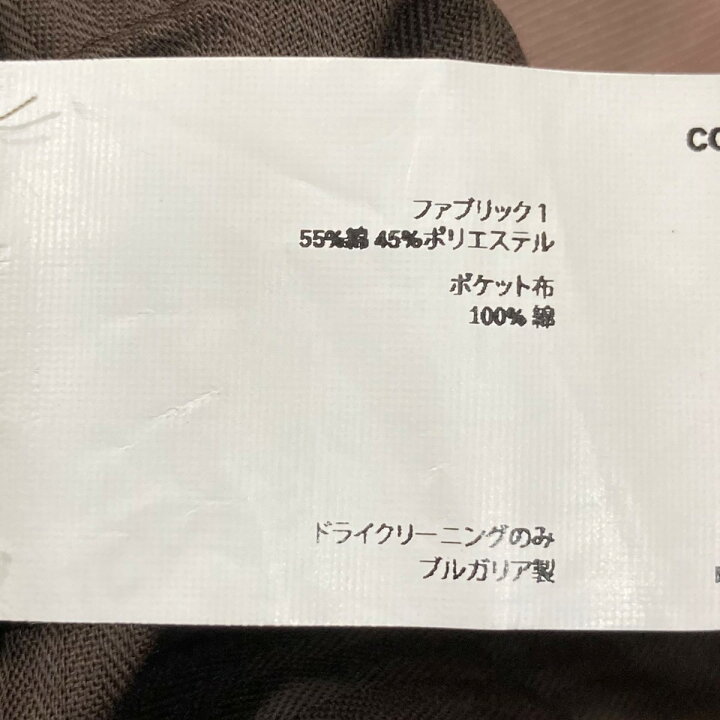 CO
ファブリック1
55%綿 45%ポリエステル
ポケット布
100% 綿
ドライクリーニングのみ
ブルガリア製